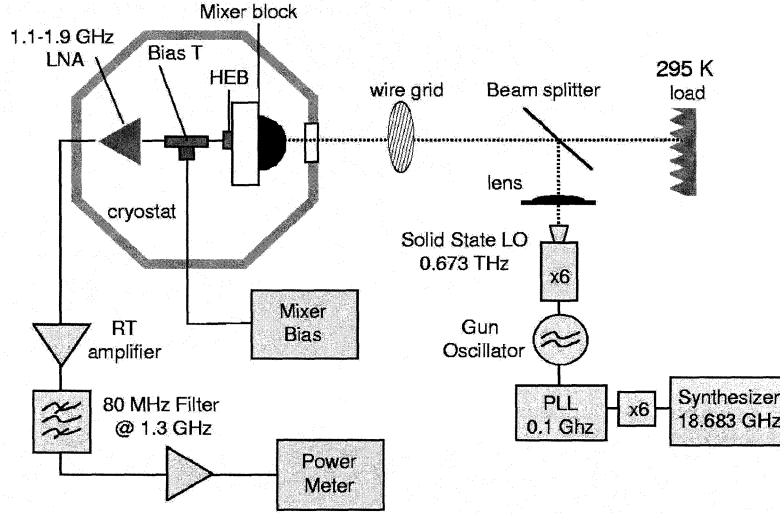 Mixer block
1.1-1.9 GHz
LNA
Bias T
HEB
wire grid
Beam splitter
295 K
load
cryostat
lens
Solid State LO
0.673 THz
x6
Mixer
Bias
RT
amplifier
Gun
Oscillator
80 MHz Filter
@ 1.3 GHz
PLL
0.1 Ghz
x6
Synthesizer
18.683 GHz
Power
Meter